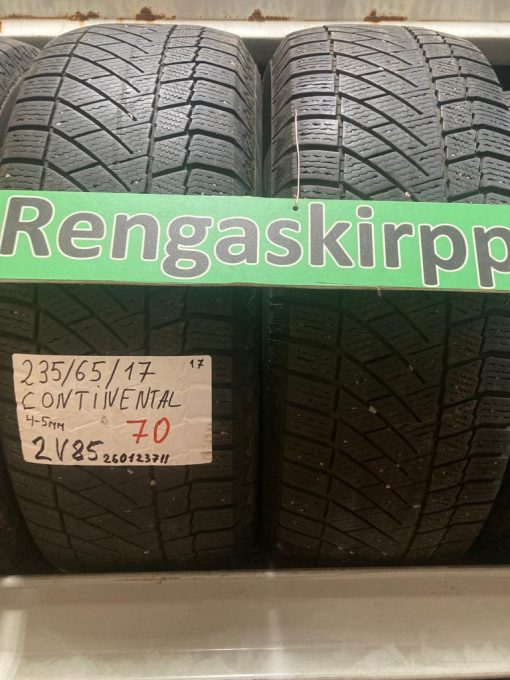 Rengaskirpp
235/65/17 17
CONTINENTAL
4-5mm 70
2V85 260123711